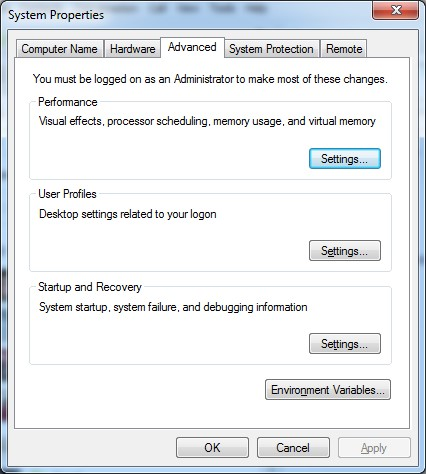 System Properties
Computer Name Hardware Advanced System Protection Remote
You must be logged on as an Administrator to make most of these changes.
Performance
Visual effects, processor scheduling, memory usage, and virtual memory
Settings...
User Profiles
Desktop settings related to your logon
Settings...
Startup and Recovery
System startup, system failure, and debugging information
Settings...
Environment Variables...
OK Cancel Apply